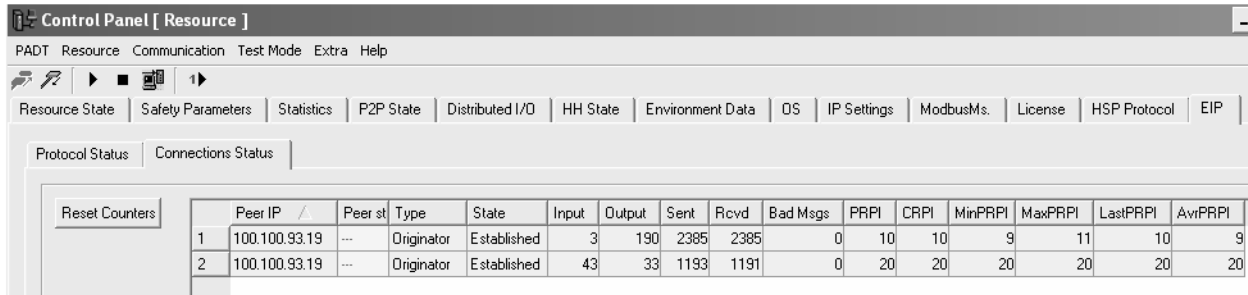 Control Panel [ Resource ]
PADT Resource Communication Test Mode Extra Help
Resource State Safety Parameters Statistics P2P State Distributed I/O HH State Environment Data OS IP Settings ModbusMs. License HSP Protocol EIP
Protocol Status Connections Status
Reset Counters
Peer IP Peer st Type State Input Output Sent Rcvd Bad Msgs PRPI CRPI MinPRPI MaxPRPI LastPRPI AvrPRPI
1 100.100.93.19 --- Originator Established 3 190 2385 2385 0 10 10 9 11 10 9
2 100.100.93.19 --- Originator Established 43 33 1193 1191 0 20 20 20 20 20 20